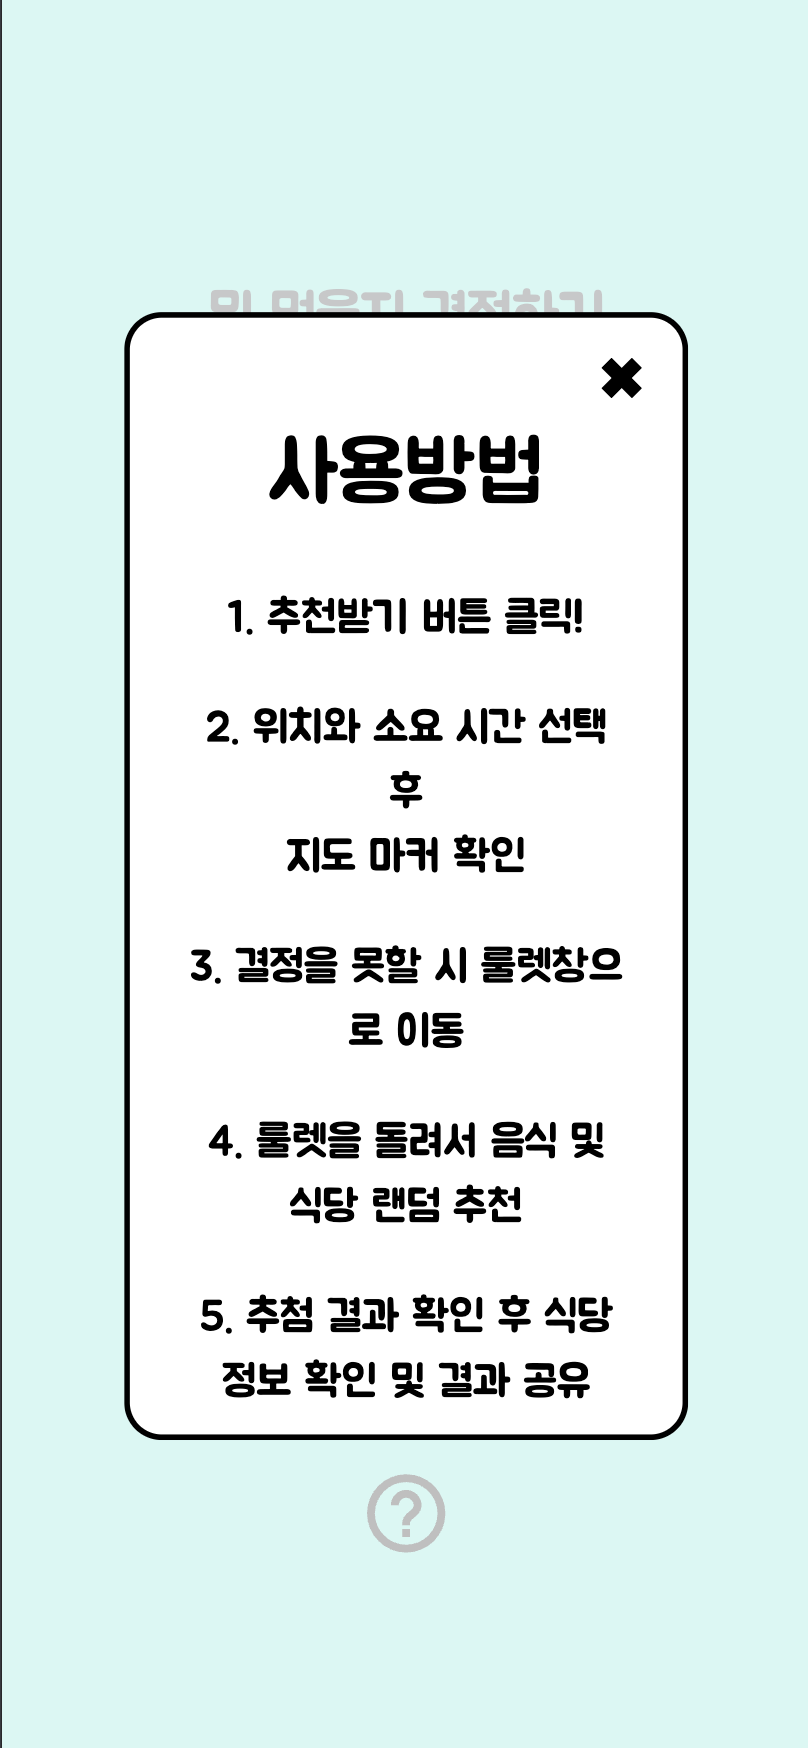 사용방법
1. 추천받기 버튼 클릭!
2. 위치와 소요 시간 선택
후
지도 마커 확인
3. 결정을 못할 시 룰렛창으
로 이동
4. 룰렛을 돌려서 음식 및
식당 랜덤 추천
5. 추첨 결과 확인 후 식당
정보 확인 및 결과 공유